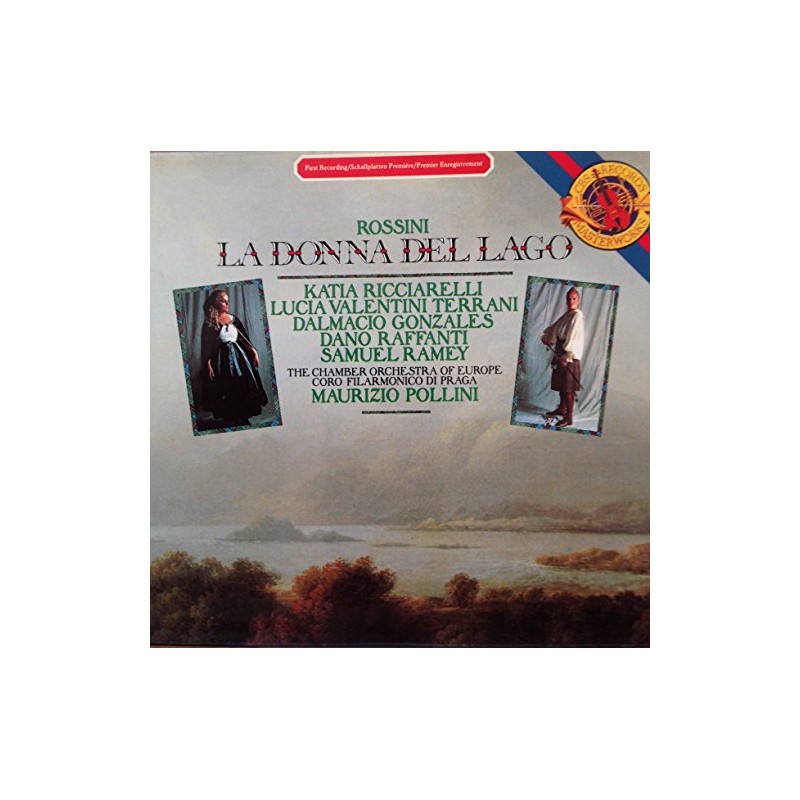 First Recording/Schallplatten Première/Premier Enregistrement
CBS RECORDS
MASTERWORKS
ROSSINI
LA DONNA DEL LAGO
KATIA RICCIARELLI
LUCIA VALENTINI TERRANI
DALMACIO GONZALES
DANO RAFFANTI
SAMUEL RAMEY
THE CHAMBER ORCHESTRA OF EUROPE
CORO FILARMONICO DI PRAGA
MAURIZIO POLLINI